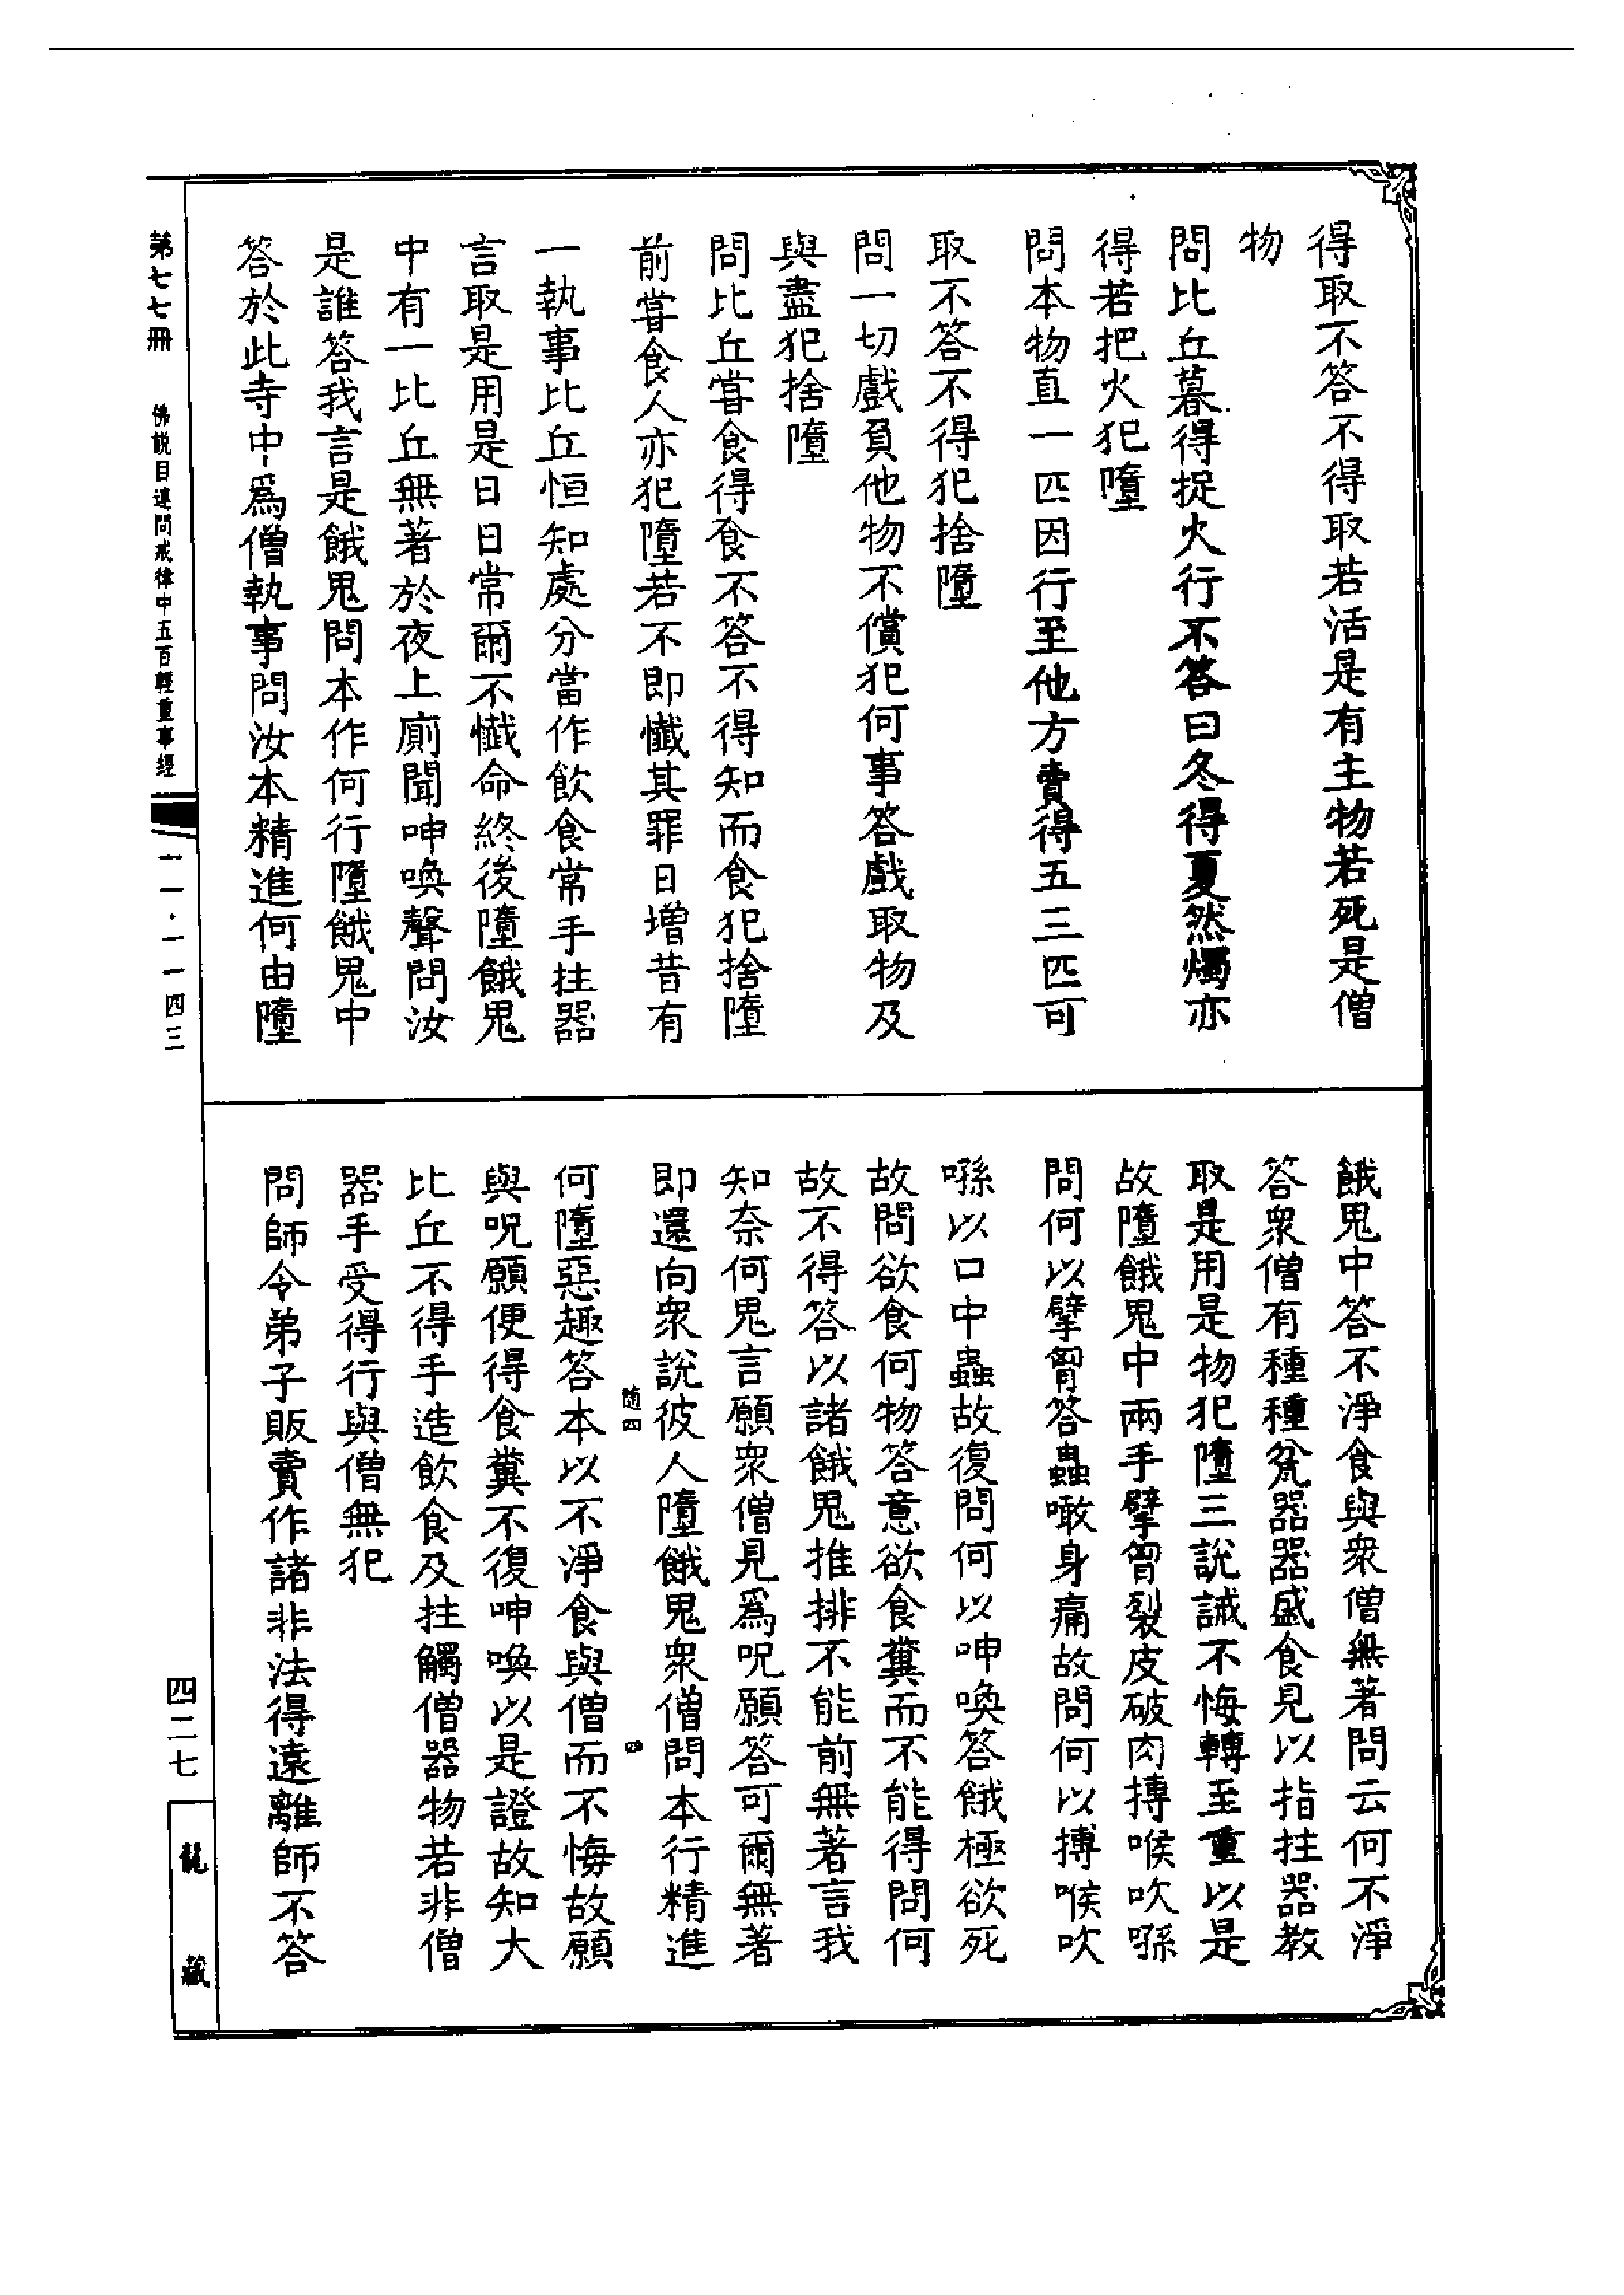 得取不答不得取若活是有主物若死是僧
物
問比丘暮得捉火行不答曰冬得夏然燭亦
得若把火犯墮
問本物直一匹因行至他方賣得五三匹可
取不答不得犯捨墮
問一切戲負他物不償犯何事答戲取物及
與盡犯捨墮
問比丘甞食得食不答不得知而食犯捨墮
前甞食人亦犯墮若不即懺其罪日增昔有
一執事比丘恒知處分當作飲食常手拄器
言取是用是日日常爾不懺命終後墮餓鬼
中有一比丘無著於夜上廁聞呻喚聲問汝
是誰答我言是餓鬼問本作何行墮餓鬼中
答於此寺中為僧執事問汝本精進何由墮
餓鬼中答不淨食與衆僧無著問云何不淨
答衆僧有種種瓫器器盛食見以指拄器教
取是用是物犯墮三說誡不悔轉至重以是
故墮餓鬼中兩手擘胷裂皮破肉搏喉吹㗭
問何以擘胷答蟲噉身痛故問何以搏喉吹
㗭以口中蟲故復問何以呻喚答餓極欲死
故問欲食何物答意欲食糞而不能得問何
故不得答以諸餓鬼推排不能前無著言我
知奈何鬼言願衆僧見為呪願答可爾無著
即還向衆說彼人墮餓鬼衆僧問本行精進
隨四
四
何墮惡趣答本以不淨食與僧而不悔故願
與呪願便得食糞不復呻喚以是證故知大
比丘不得手造飲食及拄觸僧器物若非僧
器手受得行與僧無犯
問師令弟子販賣作諸非法得遠離師不答
第七七冊
佛說目連問戒律中五百輕重事經
一一·一一四三
四二七
龍藏